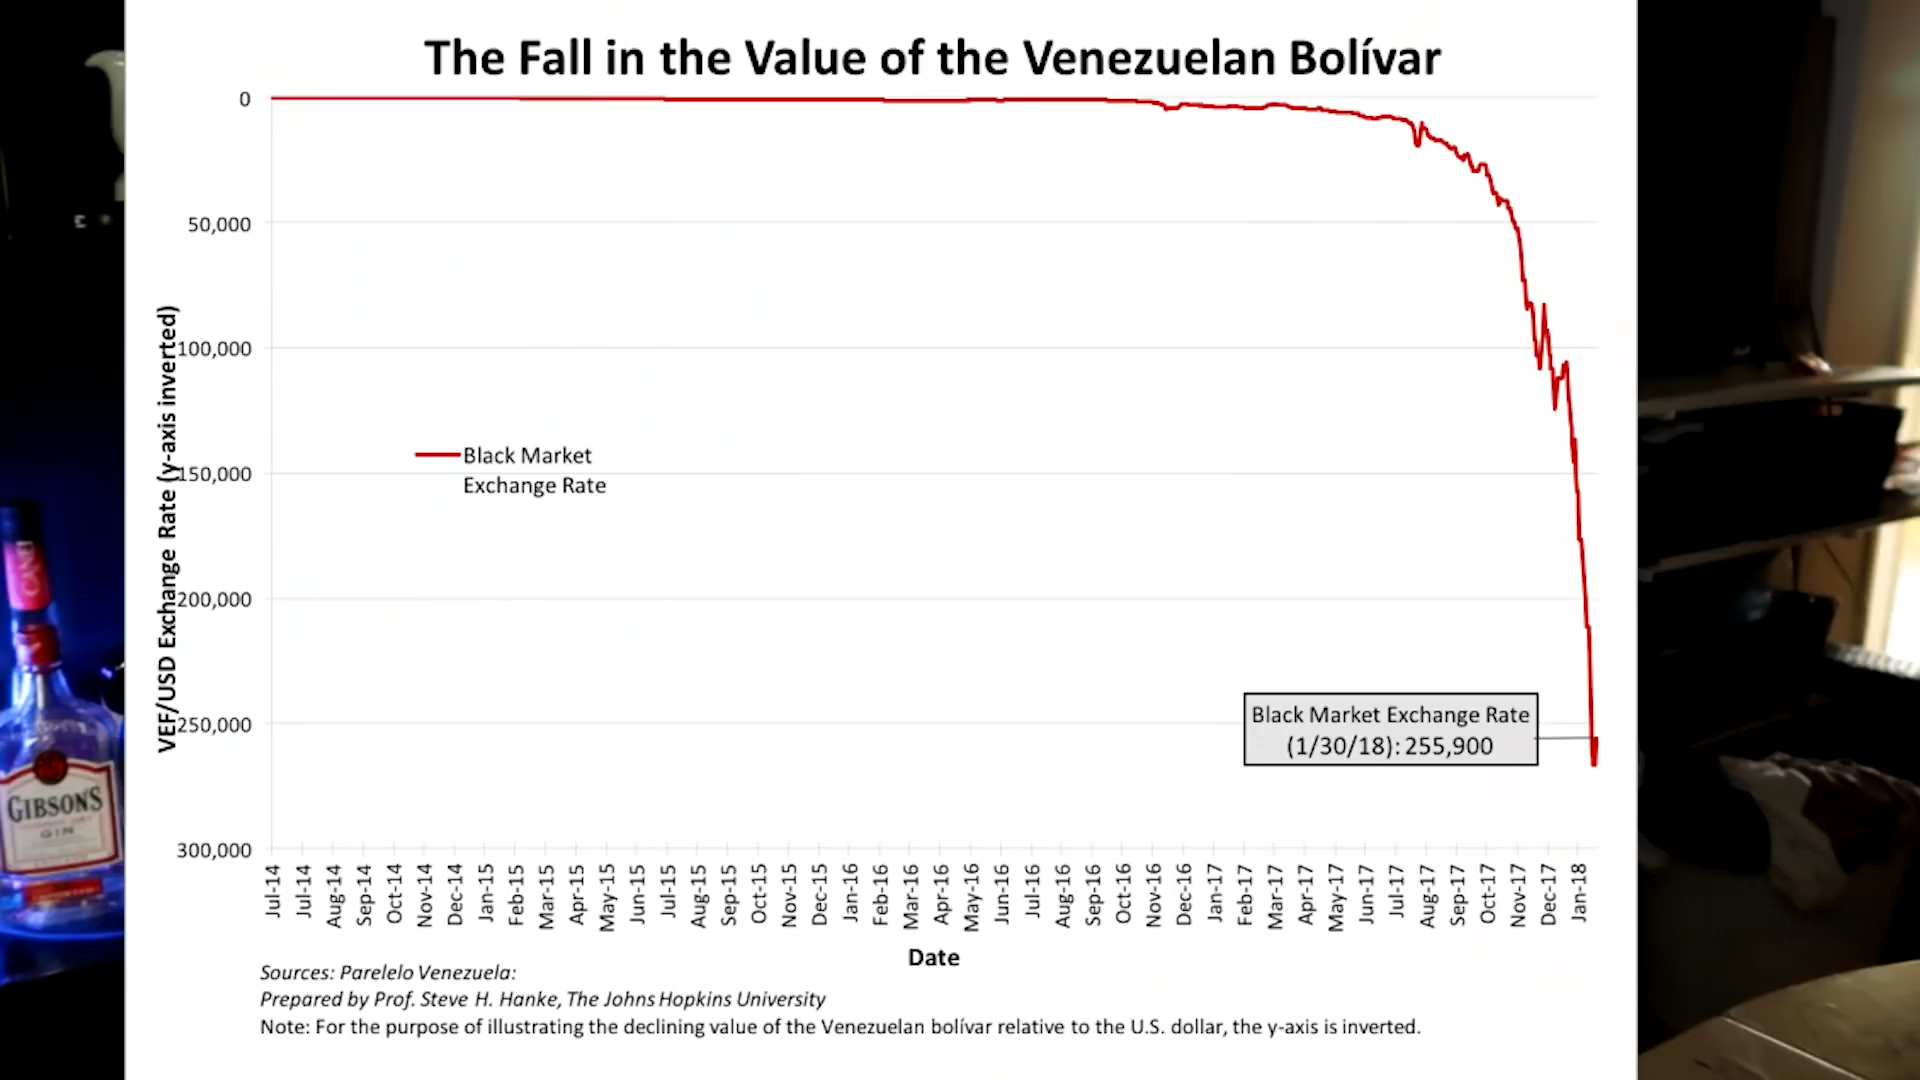 The Fall in the Value of the Venezuelan Bolívar
VEF/USD Exchange Rate (y-axis inverted)
0
50,000
100,000
150,000
200,000
250,000
300,000
Black Market
Exchange Rate
Black Market Exchange Rate
(1/30/18): 255,900
Jul-14
Jul-14
Aug-14
Sep-14
Oct-14
Nov-14
Dec-14
Jan-15
Feb-15
Mar-15
Apr-15
May-15
Jun-15
Jul-15
Aug-15
Sep-15
Oct-15
Nov-15
Dec-15
Jan-16
Feb-16
Mar-16
Apr-16
May-16
Jun-16
Jul-16
Aug-16
Sep-16
Oct-16
Nov-16
Dec-16
Jan-17
Feb-17
Mar-17
Apr-17
May-17
Jun-17
Jul-17
Aug-17
Sep-17
Oct-17
Nov-17
Dec-17
Jan-18
Date
Sources: Parelelo Venezuela:
Prepared by Prof. Steve H. Hanke, The Johns Hopkins University
Note: For the purpose of illustrating the declining value of the Venezuelan bolívar relative to the U.S. dollar, the y-axis is inverted.
GIBSON'S
GIN